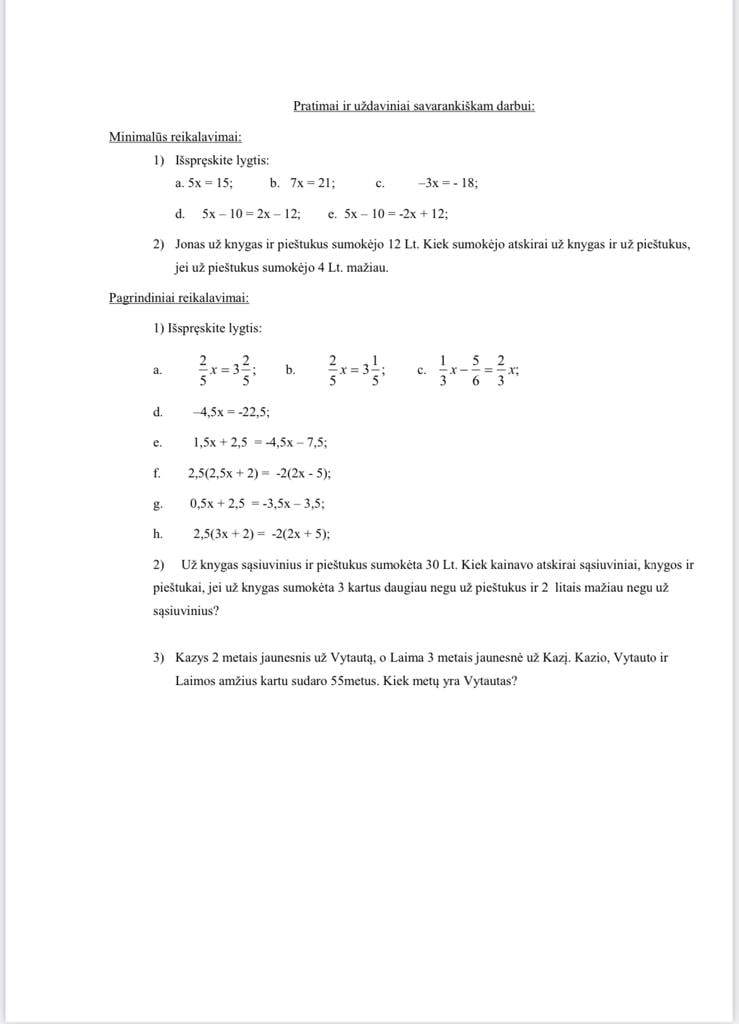 Pratimai ir uždaviniai savarankiškam darbui:
Minimalūs reikalavimai:
1) Išspręskite lygtis:
a. 5x = 15; b. 7x = 21; c. –3x = - 18;
d. 5x – 10 = 2x – 12; e. 5x – 10 = -2x + 12;
2) Jonas už knygas ir pieštukus sumokėjo 12 Lt. Kiek sumokėjo atskirai už knygas ir už pieštukus,
jei už pieštukus sumokėjo 4 Lt. mažiau.
Pagrindiniai reikalavimai:
1) Išspręskite lygtis:
a. 2/5 x = 3 2/5; b. 2/5 x = 3 1/5; c. 1/3 x – 5/6 = 2/3 x;
d. –4,5x = -22,5;
e. 1,5x + 2,5 = -4,5x – 7,5;
f. 2,5(2,5x + 2) = -2(2x - 5);
g. 0,5x + 2,5 = -3,5x – 3,5;
h. 2,5(3x + 2) = -2(2x + 5);
2) Už knygas sąsiuvinius ir pieštukus sumokėta 30 Lt. Kiek kainavo atskirai sąsiuviniai, knygos ir
pieštukai, jei už knygas sumokėta 3 kartus daugiau negu už pieštukus ir 2 litais mažiau negu už
sąsiuvinius?
3) Kazys 2 metais jaunesnis už Vytautą, o Laima 3 metais jaunesnė už Kazį. Kazio, Vytauto ir
Laimos amžius kartu sudaro 55metus. Kiek metų yra Vytautas?